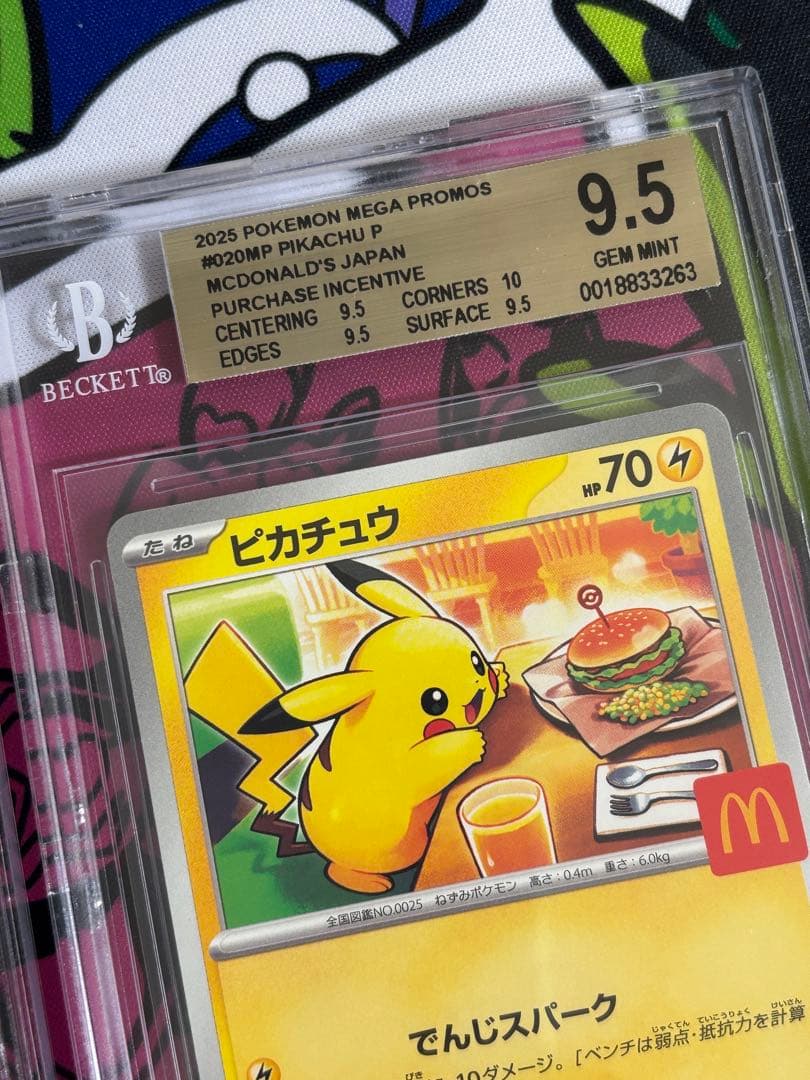 2025 POKEMON MEGA PROMOS
#020MP PIKACHU P
MCDONALD'S JAPAN
PURCHASE INCENTIVE
CENTERING 9.5 CORNERS 10
EDGES 9.5 SURFACE 9.5
9.5
GEM MINT
0018833263
B
BECKETT®
たね
ピカチュウ
HP 70
M
全国図鑑NO.0025 ねずみポケモン 高さ:0.4m 重さ:6.0kg
でんじスパーク
10ダメージ。[ベンチは弱点・抵抗力を計算